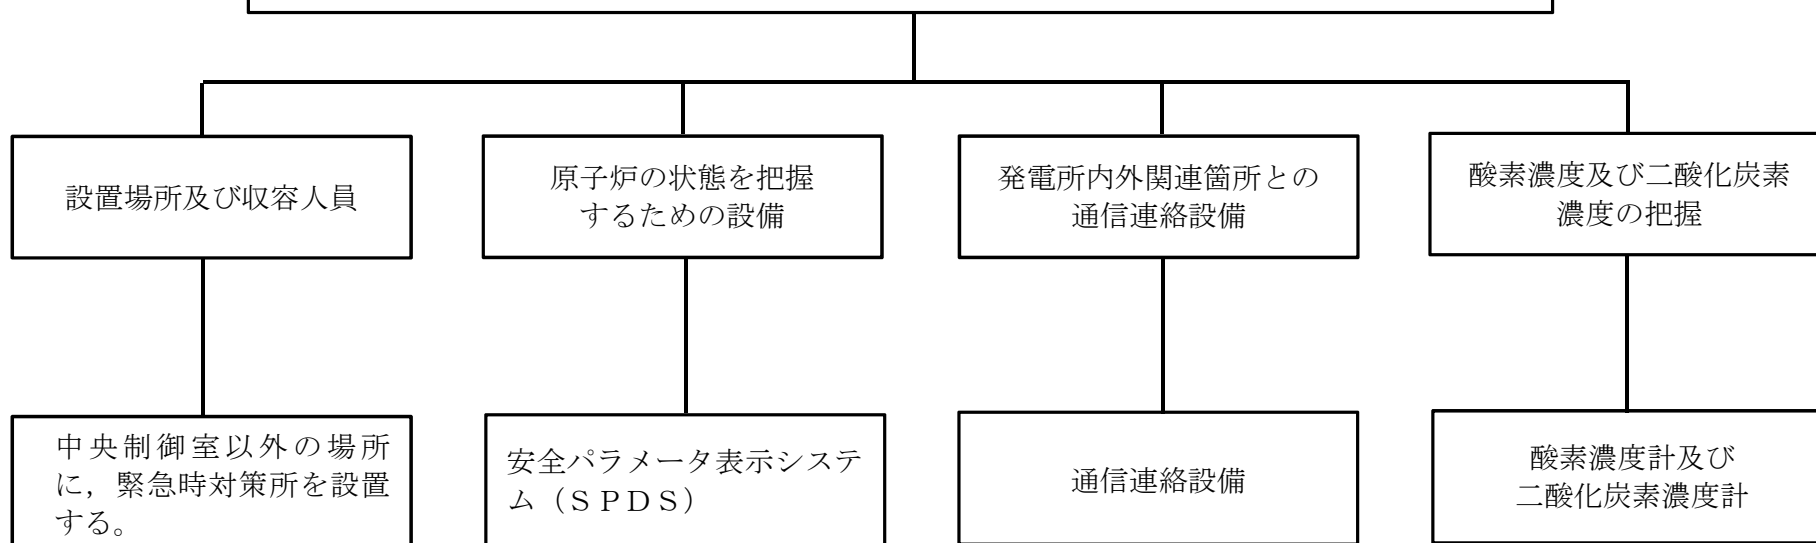 設置場所及び収容人員
原子炉の状態を把握
するための設備
発電所内外関連箇所との
通信連絡設備
酸素濃度及び二酸化炭素
濃度の把握
中央制御室以外の場所
に，緊急時対策所を設置
する。
安全パラメータ表示システ
ム（ＳＰＤＳ）
通信連絡設備
酸素濃度計及び
二酸化炭素濃度計